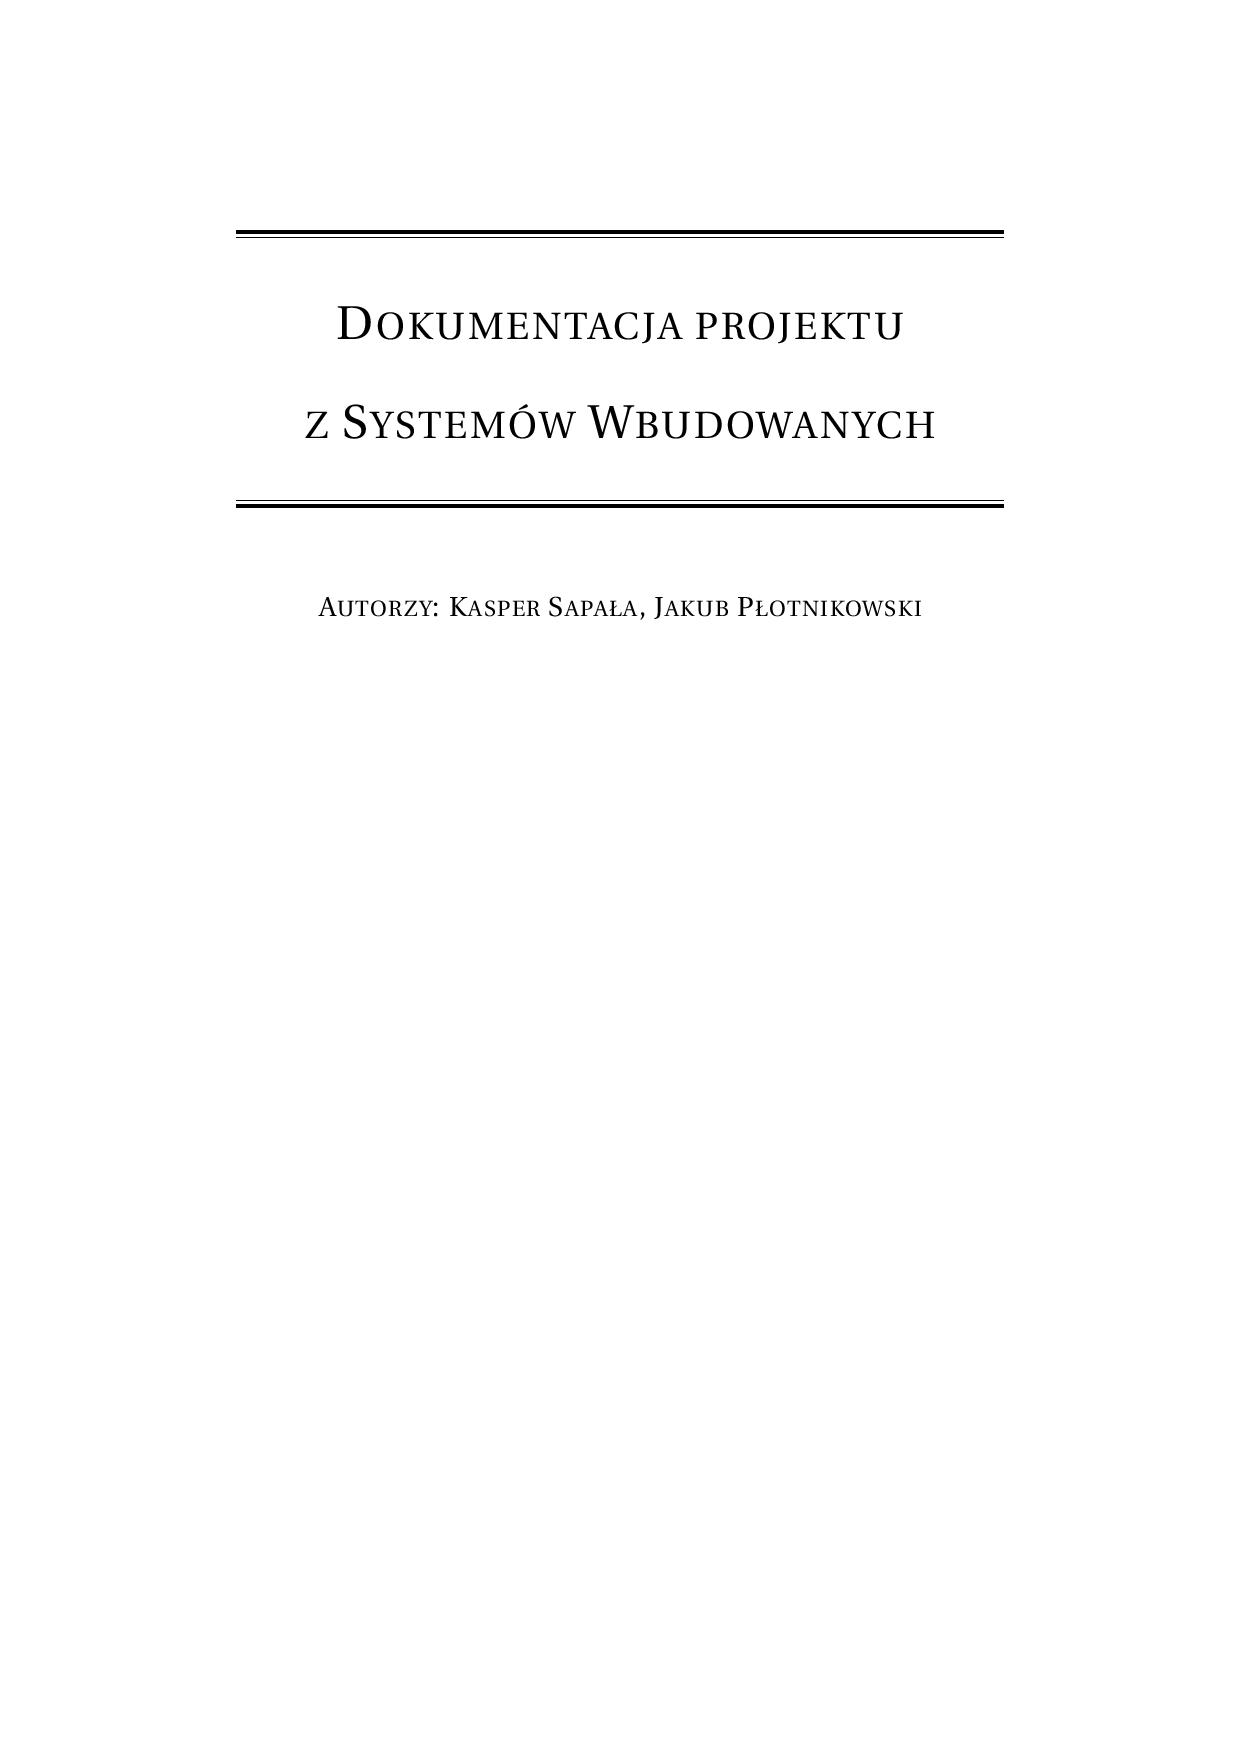 Dokumentacja projektu
z Systemów Wbudowanych
Autorzy: Kasper Sapała, Jakub Płotnikowski